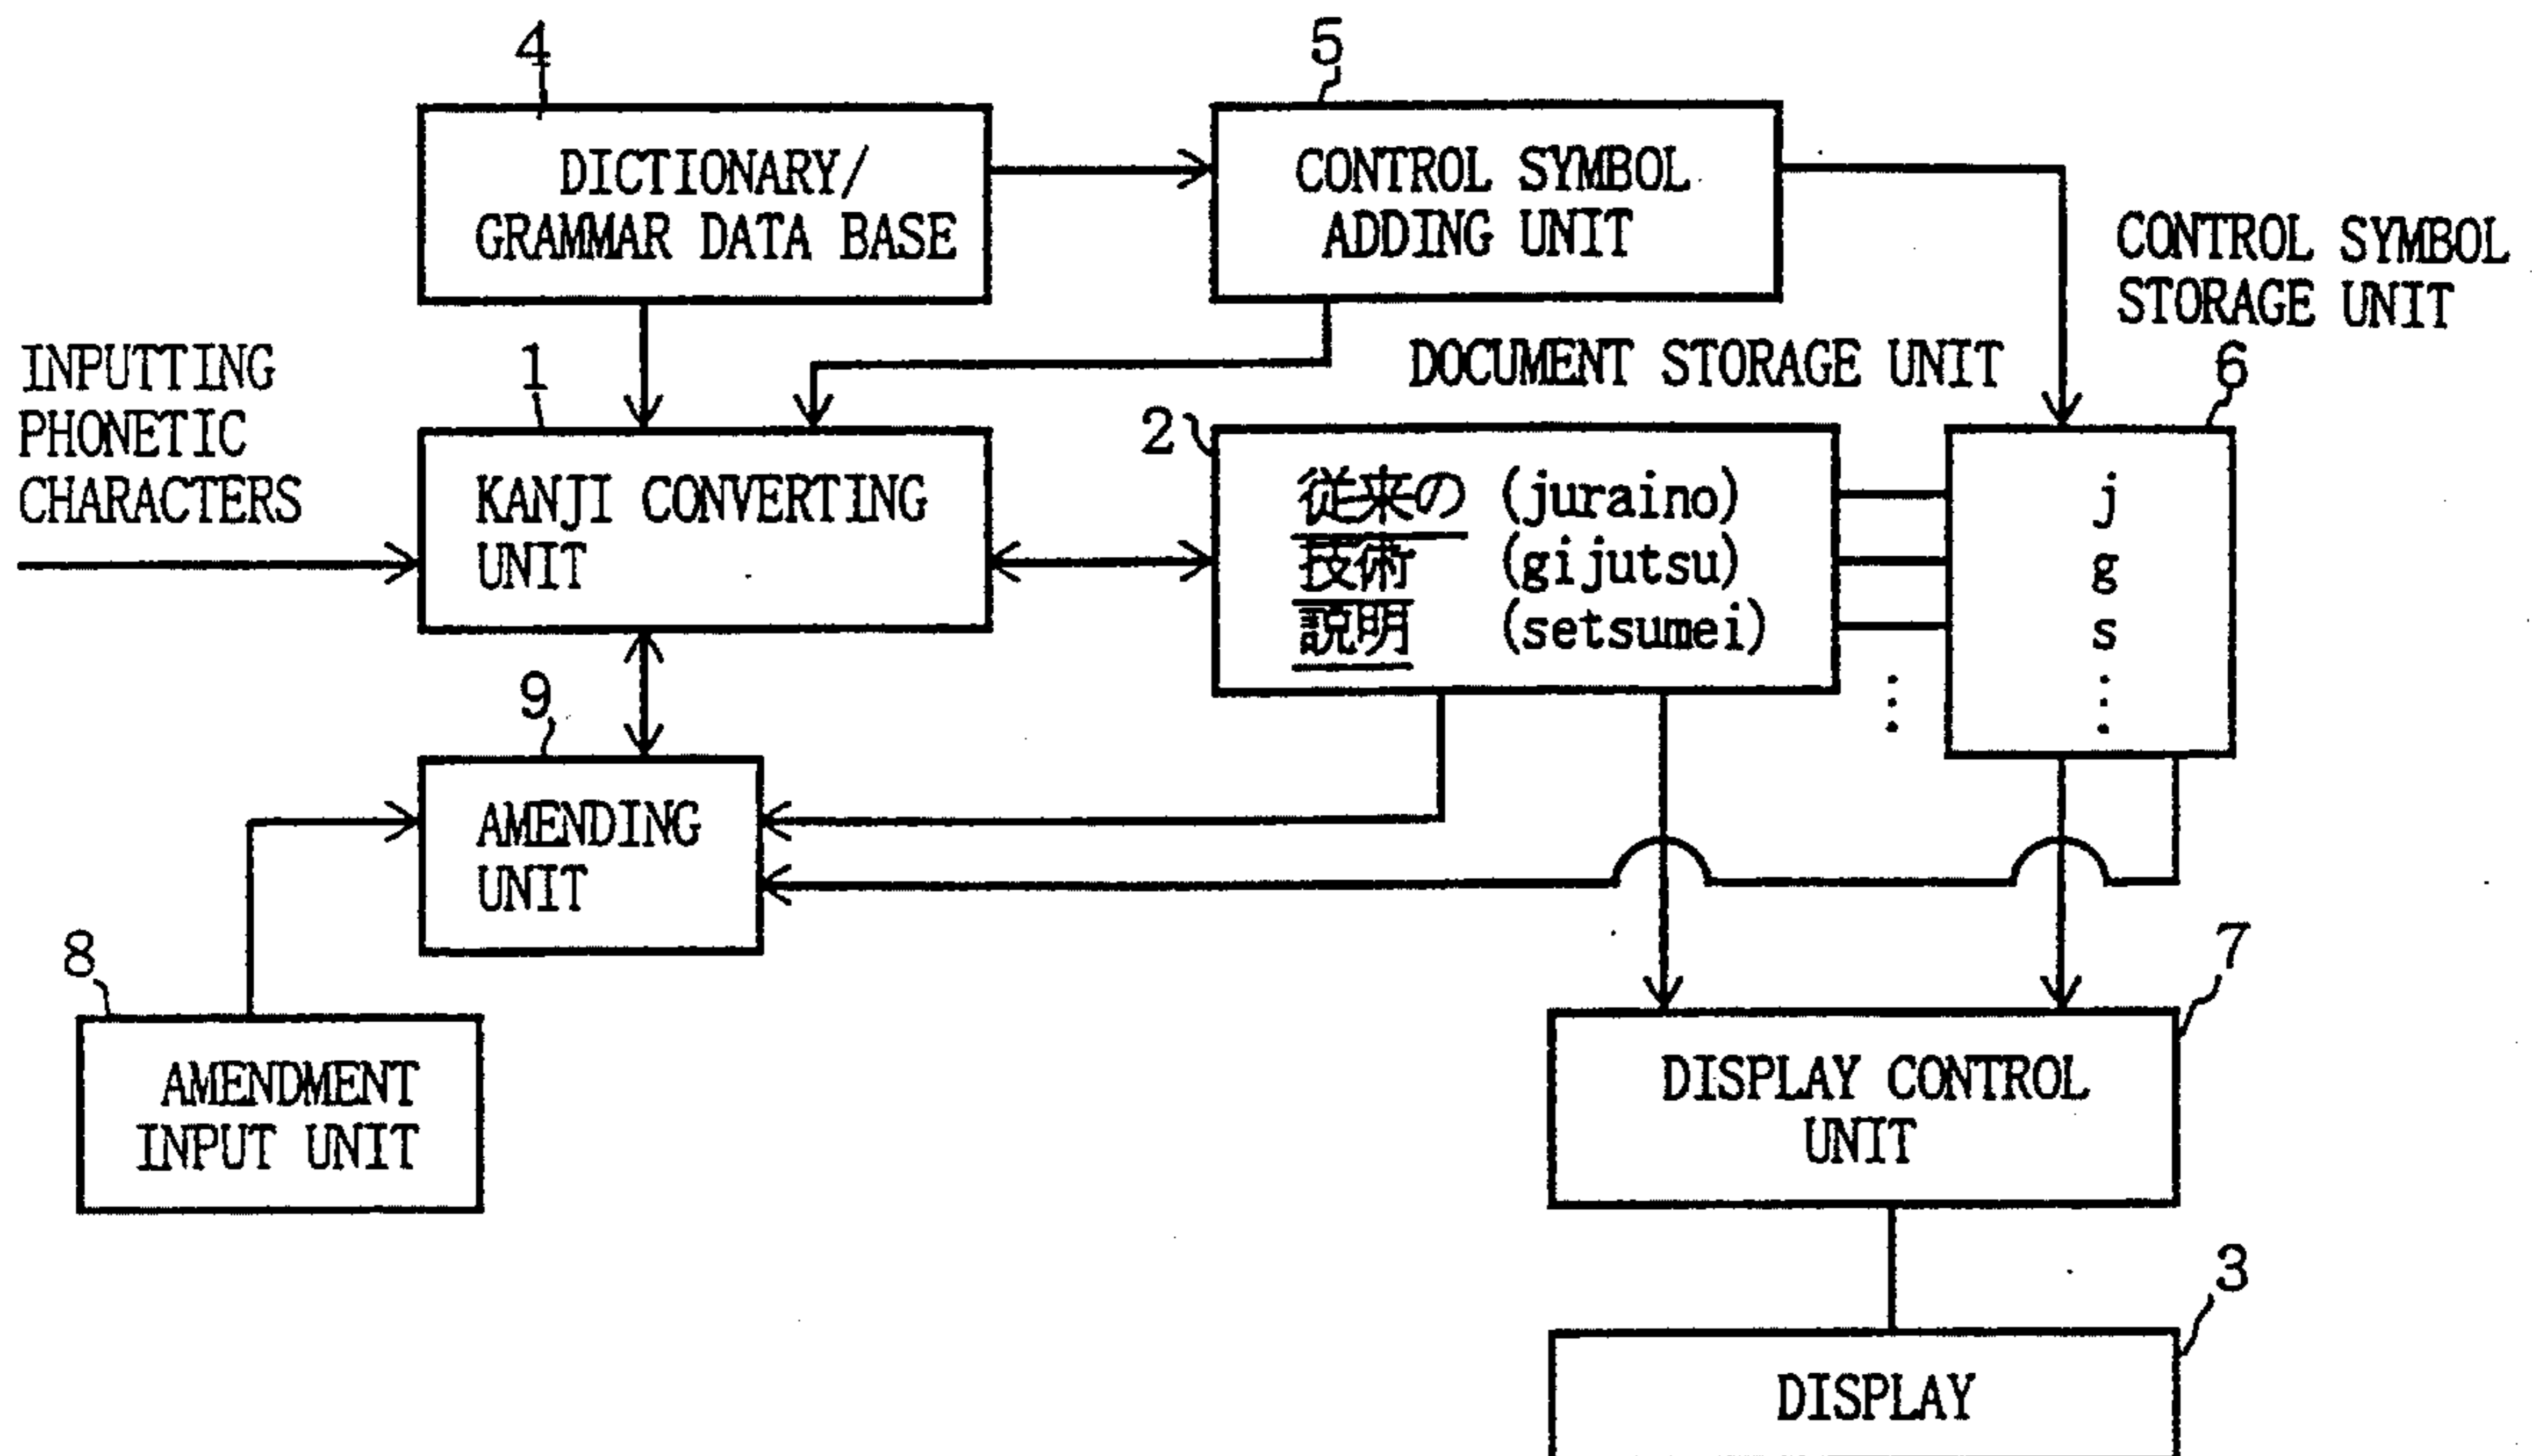 4
5
DICTIONARY/
GRAMMAR DATA BASE
CONTROL SYMBOL
ADDING UNIT
CONTROL SYMBOL
STORAGE UNIT
6
INPUTTING
PHONETIC
CHARACTERS
1
KANJI CONVERTING
UNIT
DOCUMENT STORAGE UNIT
2
従来の (juraino)
技術 (gijutsu)
説明 (setsumei)
j
g
s
9
AMENDING
UNIT
8
AMENDMENT
INPUT UNIT
7
DISPLAY CONTROL
UNIT
3
DISPLAY